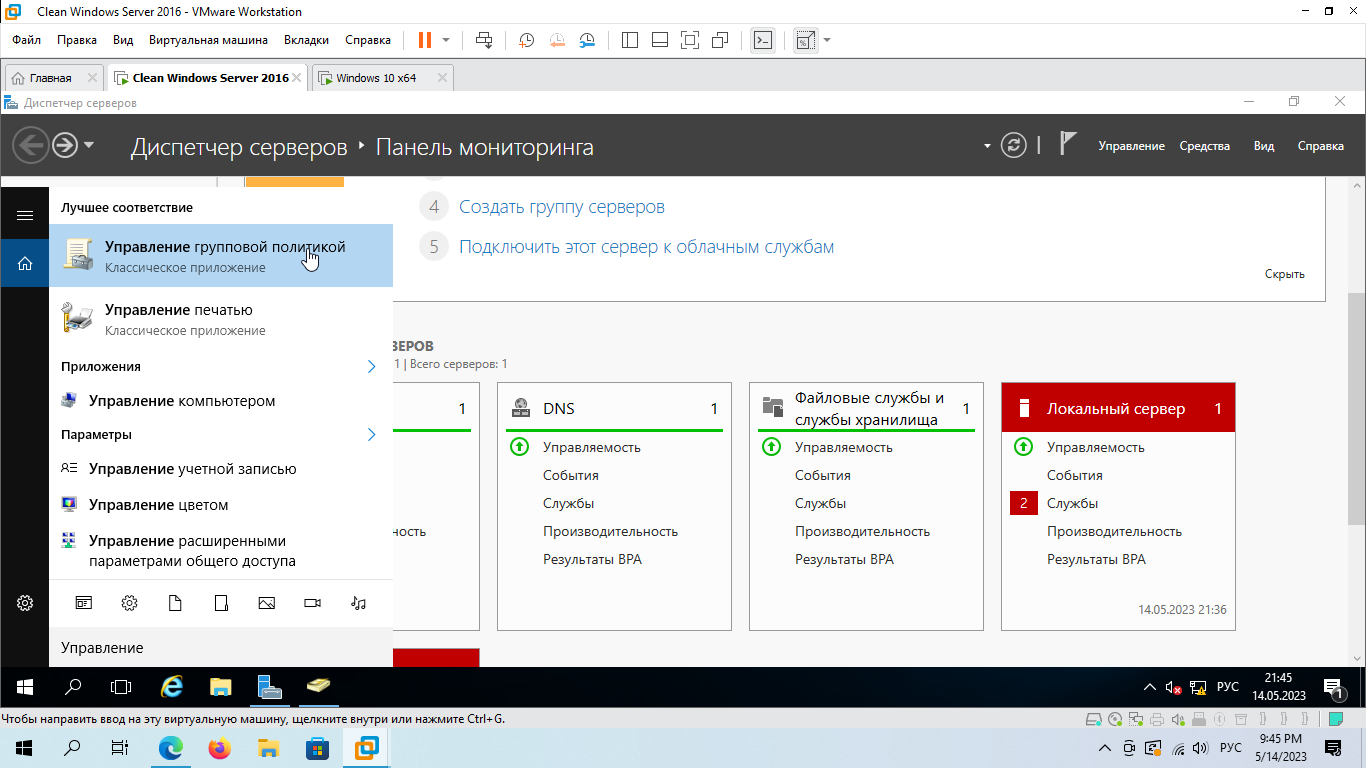 Clean Windows Server 2016 - VMware Workstation
Файл Правка Вид Виртуальная машина Вкладки Справка
Главная Clean Windows Server 2016 Windows 10 x64
Диспетчер серверов
Диспетчер серверов Панель мониторинга Управление Средства Вид Справка
Лучшее соответствие
Управление групповой политикой
Классическое приложение
Управление печатью
Классическое приложение
Приложения
Управление компьютером
Параметры
Управление учетной записью
Управление цветом
Управление расширенными
параметрами общего доступа
Управление
4 Создать группу серверов
5 Подключить этот сервер к облачным службам
Скрыть
ВЕРОВ
1 | Всего серверов: 1
1
ность
DNS 1
Управляемость
События
Службы
Производительность
Результаты BPA
Файловые службы и
службы хранилища 1
Управляемость
События
Службы
Производительность
Результаты BPA
Локальный сервер 1
Управляемость
События
2 Службы
Производительность
Результаты BPA
14.05.2023 21:36
РУС
21:45
14.05.2023
1
Чтобы направить ввод на эту виртуальную машину, щелкните внутри или нажмите Ctrl+G.
РУС
9:45 PM
5/14/2023